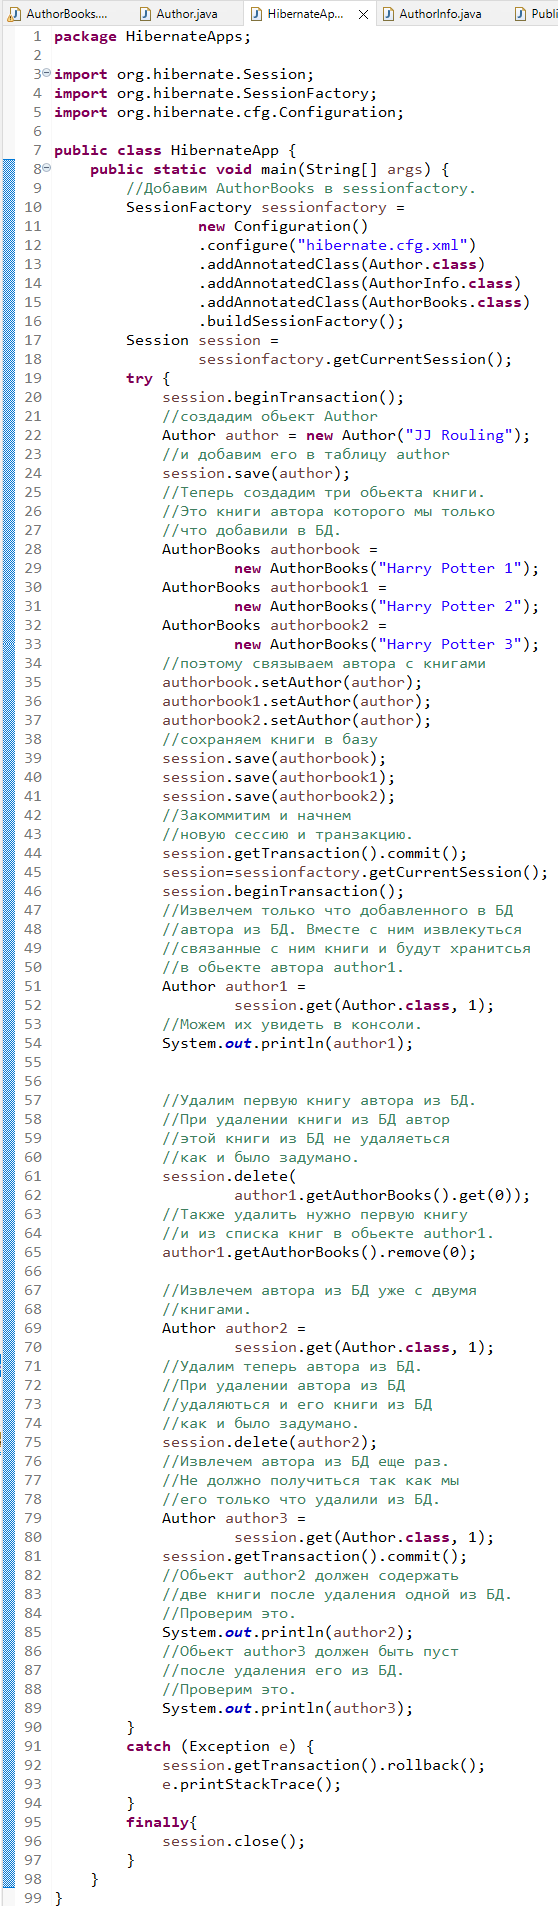 AuthorBooks.... Author.java HibernateAp... AuthorInfo.java Publi
1 package HibernateApps;
2
3 import org.hibernate.Session;
4 import org.hibernate.SessionFactory;
5 import org.hibernate.cfg.Configuration;
6
7 public class HibernateApp {
8 public static void main(String[] args) {
9 //Добавим AuthorBooks в sessionfactory.
10 SessionFactory sessionfactory =
11 new Configuration()
12 .configure("hibernate.cfg.xml")
13 .addAnnotatedClass(Author.class)
14 .addAnnotatedClass(AuthorInfo.class)
15 .addAnnotatedClass(AuthorBooks.class)
16 .buildSessionFactory();
17 Session session =
18 sessionfactory.getCurrentSession();
19 try {
20 session.beginTransaction();
21 //создадим обьект Author
22 Author author = new Author("JJ Rouling");
23 //и добавим его в таблицу author
24 session.save(author);
25 //Теперь создадим три обьекта книги.
26 //Это книги автора которого мы только
27 //что добавили в БД.
28 AuthorBooks authorbook =
29 new AuthorBooks("Harry Potter 1");
30 AuthorBooks authorbook1 =
31 new AuthorBooks("Harry Potter 2");
32 AuthorBooks authorbook2 =
33 new AuthorBooks("Harry Potter 3");
34 //поэтому связываем автора с книгами
35 authorbook.setAuthor(author);
36 authorbook1.setAuthor(author);
37 authorbook2.setAuthor(author);
38 //сохраняем книги в базу
39 session.save(authorbook);
40 session.save(authorbook1);
41 session.save(authorbook2);
42 //Закоммитим и начнем
43 //новую сессию и транзакцию.
44 session.getTransaction().commit();
45 session=sessionfactory.getCurrentSession();
46 session.beginTransaction();
47 //Извелчем только что добавленного в БД
48 //автора из БД. Вместе с ним извлекуться
49 //связанные с ним книги и будут хранитсья
50 //в обьекте автора author1.
51 Author author1 =
52 session.get(Author.class, 1);
53 //Можем их увидеть в консоли.
54 System.out.println(author1);
55
56
57 //Удалим первую книгу автора из БД.
58 //При удалении книги из БД автор
59 //этой книги из БД не удаляеться
60 //как и было задумано.
61 session.delete(
62 author1.getAuthorBooks().get(0));
63 //Также удалить нужно первую книгу
64 //и из списка книг в обьекте author1.
65 author1.getAuthorBooks().remove(0);
66
67 //Извлечем автора из БД уже с двумя
68 //книгами.
69 Author author2 =
70 session.get(Author.class, 1);
71 //Удалим теперь автора из БД.
72 //При удалении автора из БД
73 //удаляються и его книги из БД
74 //как и было задумано.
75 session.delete(author2);
76 //Извлечем автора из БД еще раз.
77 //Не должно получиться так как мы
78 //его только что удалили из БД.
79 Author author3 =
80 session.get(Author.class, 1);
81 session.getTransaction().commit();
82 //Обьект author2 должен содержать
83 //две книги после удаления одной из БД.
84 //Проверим это.
85 System.out.println(author2);
86 //Обьект author3 должен быть пуст
87 //после удаления его из БД.
88 //Проверим это.
89 System.out.println(author3);
90 }
91 catch (Exception e) {
92 session.getTransaction().rollback();
93 e.printStackTrace();
94 }
95 finally{
96 session.close();
97 }
98 }
99 }